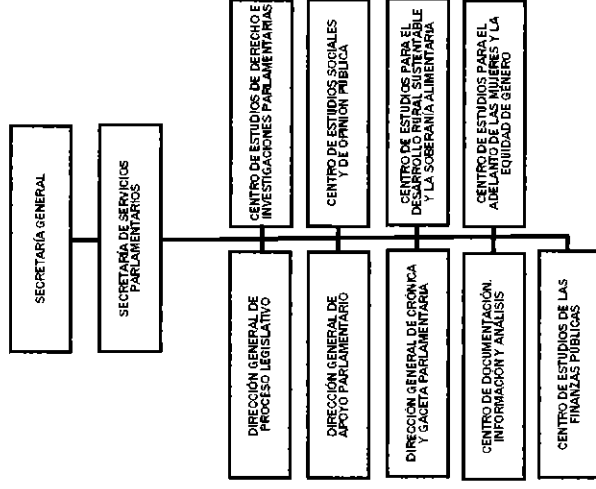 SECRETARÍA GENERAL
SECRETARÍA DE SERVICIOS
PARLAMENTARIOS
DIRECCIÓN GENERAL DE
PROCESO LEGISLATIVO
CENTRO DE ESTUDIOS DE DERECHO E
INVESTIGACIONES PARLAMENTARIAS
DIRECCIÓN GENERAL DE
APOYO PARLAMENTARIO
CENTRO DE ESTUDIOS SOCIALES
Y DE OPINIÓN PÚBLICA
DIRECCIÓN GENERAL DE CRÓNICA
Y GACETA PARLAMENTARIA
CENTRO DE ESTUDIOS PARA EL
DESARROLLO RURAL SUSTENTABLE
Y LA SOBERANÍA ALIMENTARIA
CENTRO DE DOCUMENTACIÓN,
INFORMACIÓN Y ANÁLISIS
CENTRO DE ESTUDIOS PARA EL
ADELANTO DE LAS MUJERES Y LA
EQUIDAD DE GÉNERO
CENTRO DE ESTUDIOS DE LAS
FINANZAS PÚBLICAS